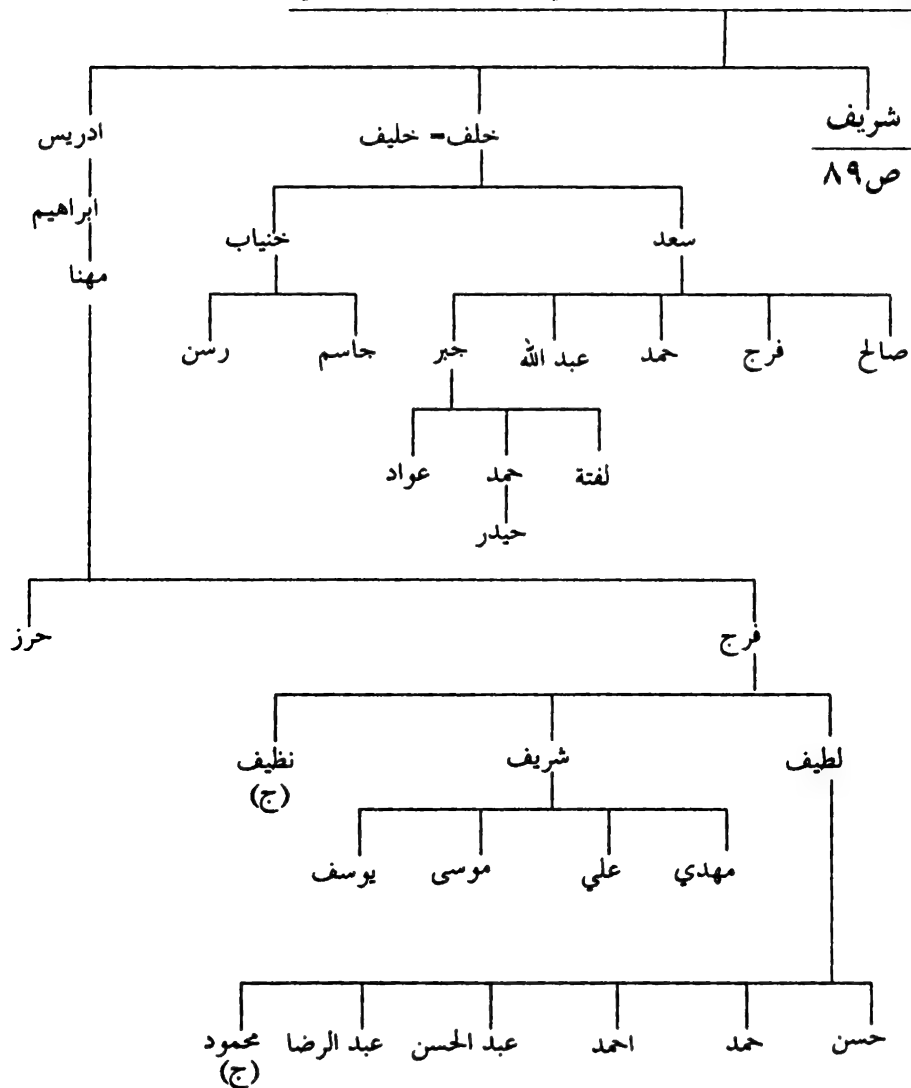 شريف
ص٨٩
خلف= خليف
ادريس
ابراهيم
مهنا
سعد
خنياب
صالح
فرج
حمد
عبد الله
جبر
جاسم
رسن
لفتة
حمد
عواد
حيدر
فرج
حرز
لطيف
شريف
نظيف
(ج)
مهدي
علي
موسى
يوسف
حسن
حمد
احمد
عبد الحسن
عبد الرضا
محمود
(ج)